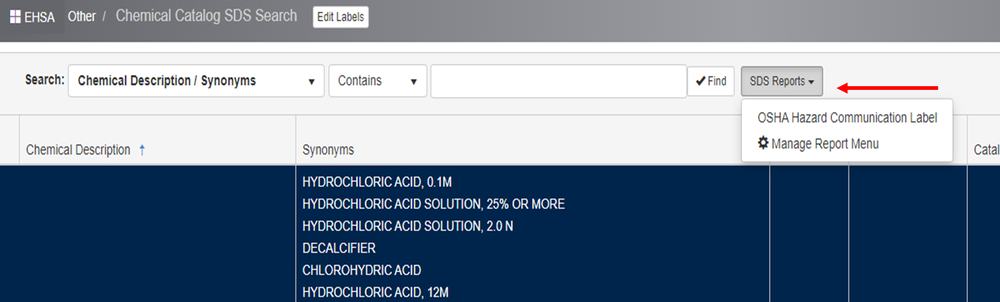 EHSA Other / Chemical Catalog SDS Search Edit Labels
Search: Chemical Description / Synonyms Contains Find SDS Reports
OSHA Hazard Communication Label
Manage Report Menu
Chemical Description Synonyms Catal
HYDROCHLORIC ACID, 0.1M
HYDROCHLORIC ACID SOLUTION, 25% OR MORE
HYDROCHLORIC ACID SOLUTION, 2.0 N
DECALCIFIER
CHLOROHYDRIC ACID
HYDROCHLORIC ACID, 12M